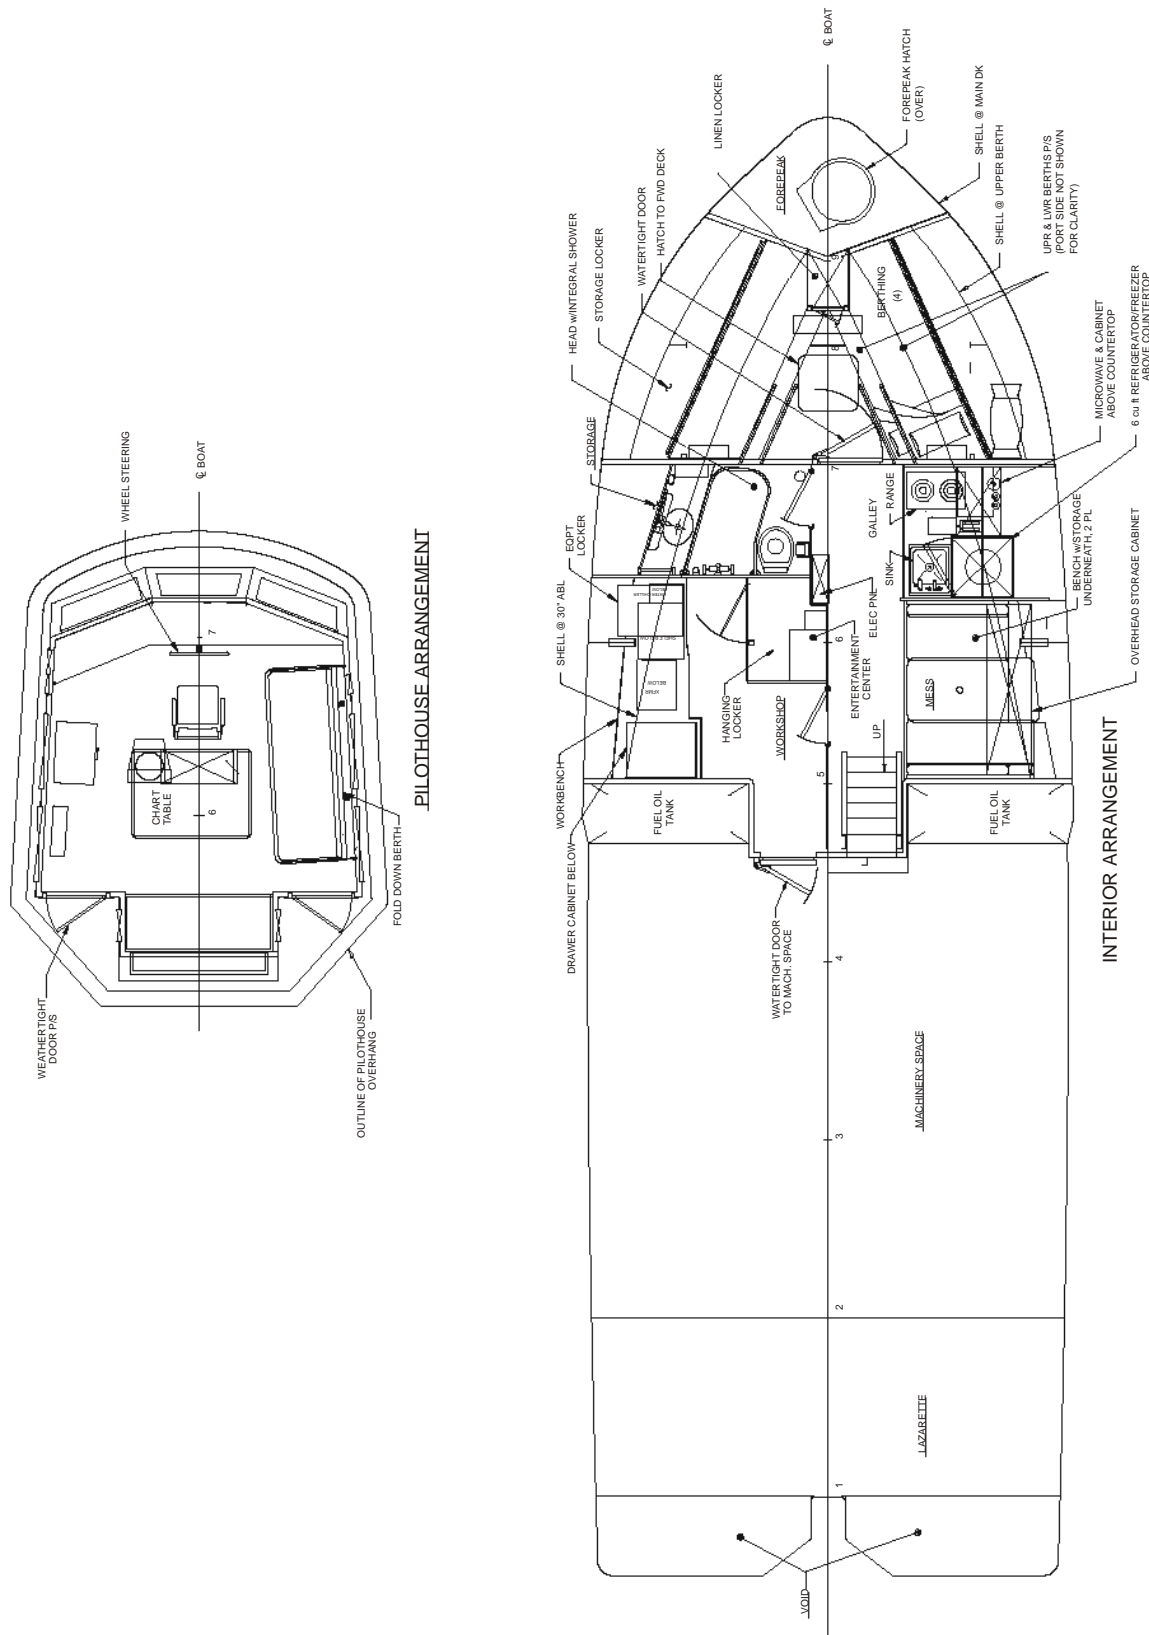 WHEEL STEERING
℄ BOAT
7
6
CHART
TABLE
WEATHERTIGHT
DOOR P/S
OUTLINE OF PILOTHOUSE
OVERHANG
FOLD DOWN BERTH
PILOTHOUSE ARRANGEMENT
℄ BOAT
LINEN LOCKER
FOREPEAK HATCH
(OVER)
SHELL @ MAIN DK
SHELL @ UPPER BERTH
UPR & LWR BERTHS P/S
(PORT SIDE NOT SHOWN
FOR CLARITY)
FOREPEAK
HATCH TO FWD DECK
WATERTIGHT DOOR
STORAGE LOCKER
HEAD w/INTEGRAL SHOWER
STORAGE
EQPT
LOCKER
SHELL @ 30" ABL
WORKBENCH
DRAWER CABINET BELOW
9
BERTHING
(4)
8
7
MICROWAVE & CABINET
ABOVE COUNTERTOP
6 cu ft REFRIGERATOR/FREEZER
ABOVE COUNTERTOP
BENCH w/STORAGE
UNDERNEATH, 2 PL
OVERHEAD STORAGE CABINET
RANGE
GALLEY
SINK
ELEC PNL
SHELF BELOW
BELOW
XFMR
BELOW
6
ENTERTAINMENT
CENTER
HANGING
LOCKER
WORKSHOP
MESS
UP
5
FUEL OIL
TANK
FUEL OIL
TANK
WATERTIGHT DOOR
TO MACH. SPACE
4
MACHINERY SPACE
3
2
LAZARETTE
1
VOID
INTERIOR ARRANGEMENT